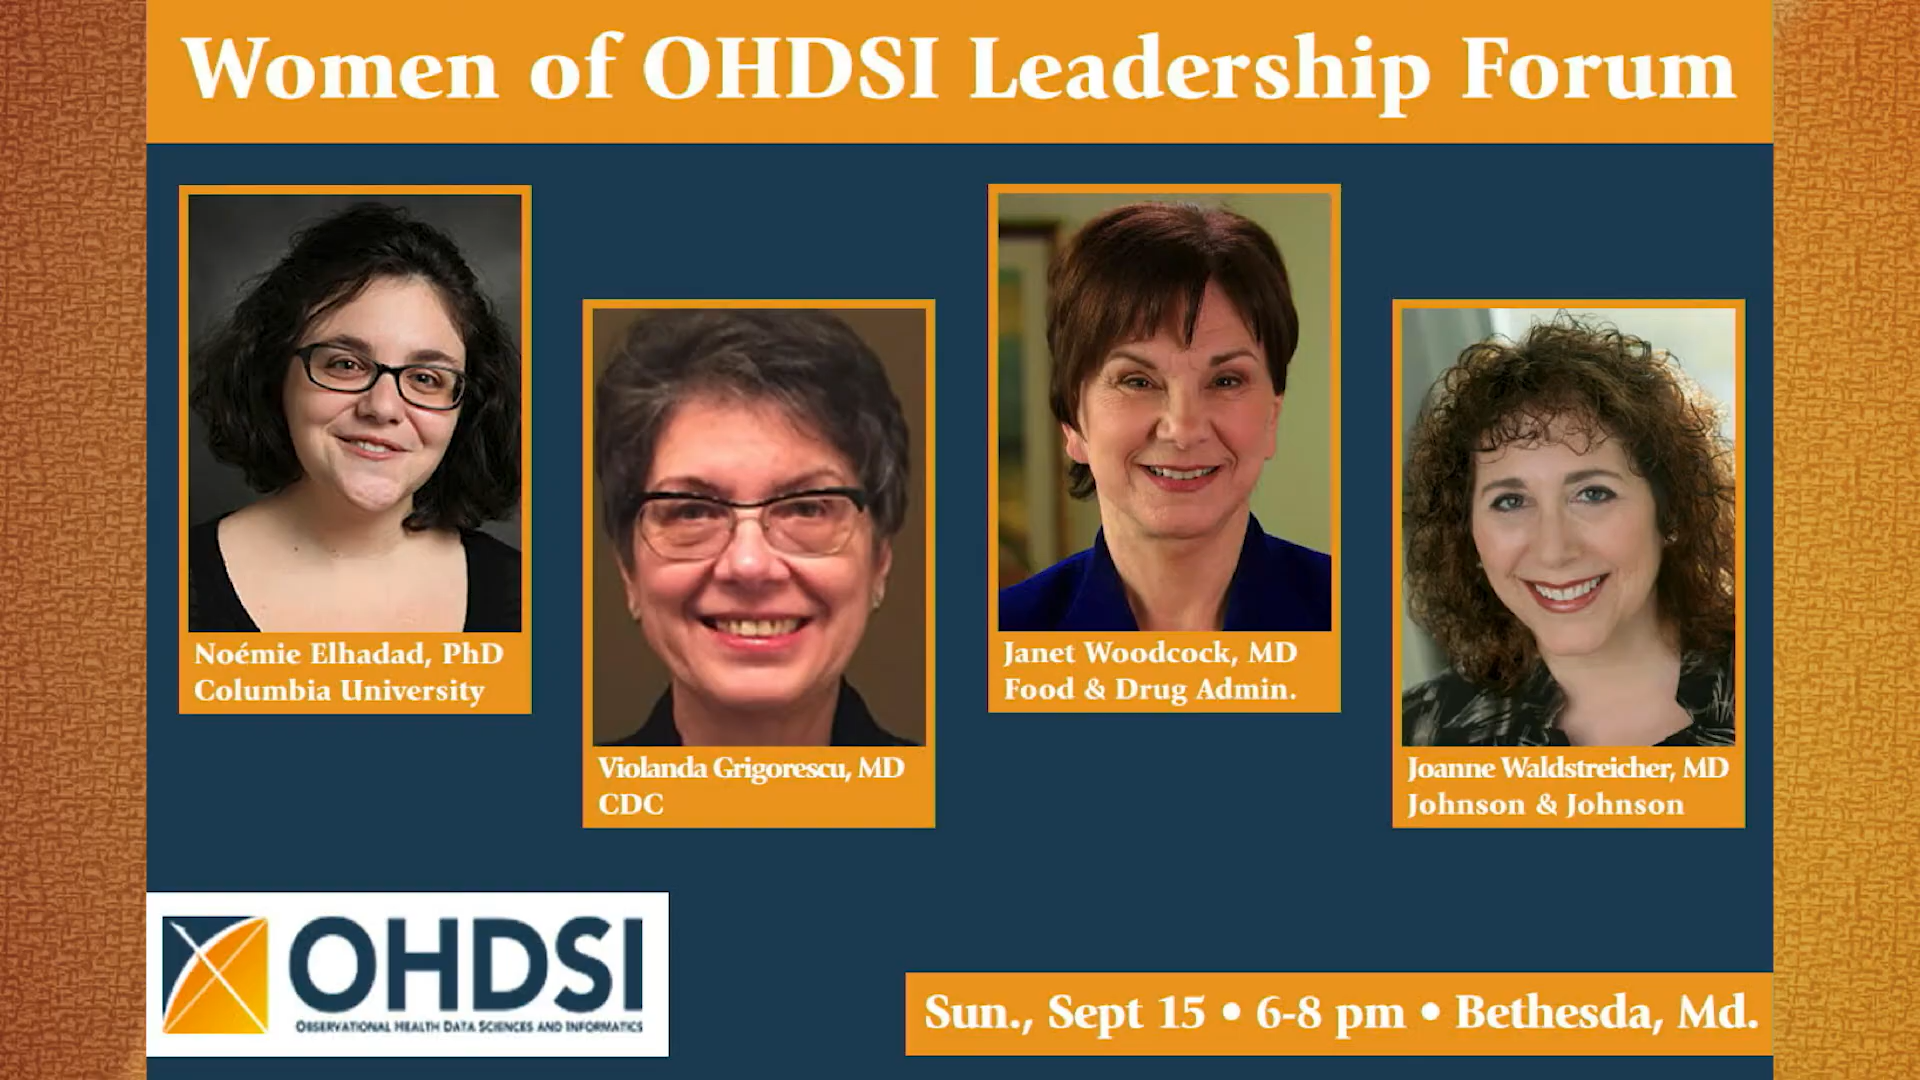 Women of OHDSI Leadership Forum
Noémie Elhadad, PhD
Columbia University
Violanda Grigorescu, MD
CDC
Janet Woodcock, MD
Food & Drug Admin.
Joanne Waldstreicher, MD
Johnson & Johnson
OHDSI
OBSERVATIONAL HEALTH DATA SCIENCES AND INFORMATICS
Sun., Sept 15 • 6-8 pm • Bethesda, Md.